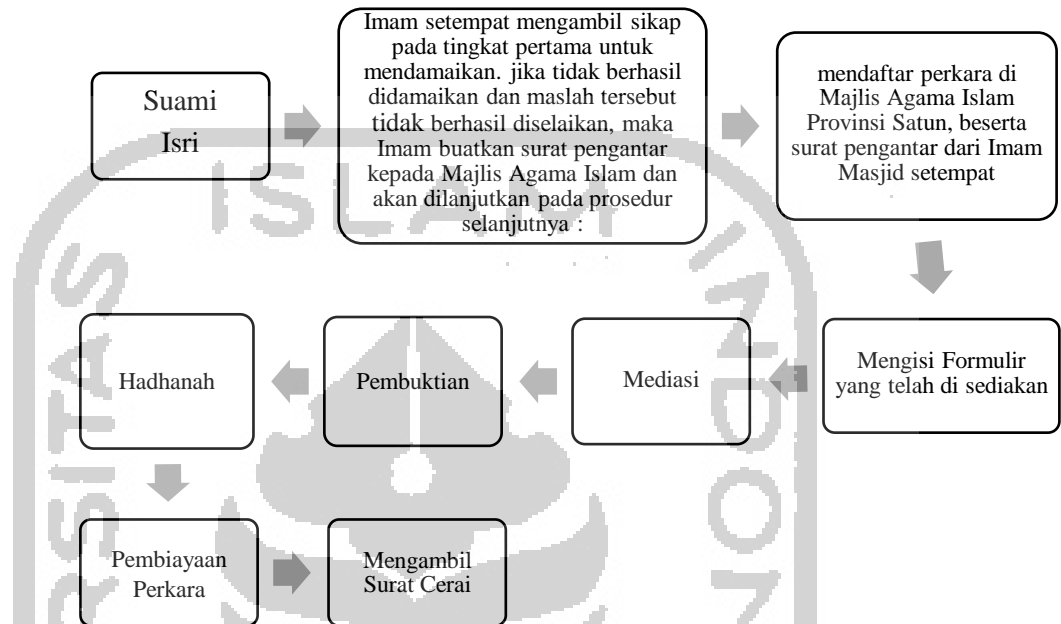 Suami
Isri
Imam setempat mengambil sikap
pada tingkat pertama untuk
mendamaikan. jika tidak berhasil
didamaikan dan maslah tersebut
tidak berhasil diselaikan, maka
Imam buatkan surat pengantar
kepada Majlis Agama Islam dan
akan dilanjutkan pada prosedur
selanjutnya :
mendaftar perkara di
Majlis Agama Islam
Provinsi Satun, beserta
surat pengantar dari Imam
Masjid setempat
.
Mengisi Formulir
yang telah di sediakan
Mediasi
Pembuktian
Hadhanah
Pembiayaan
Perkara
Mengambil
Surat Cerai
RSITAS
ISLAM
INDON